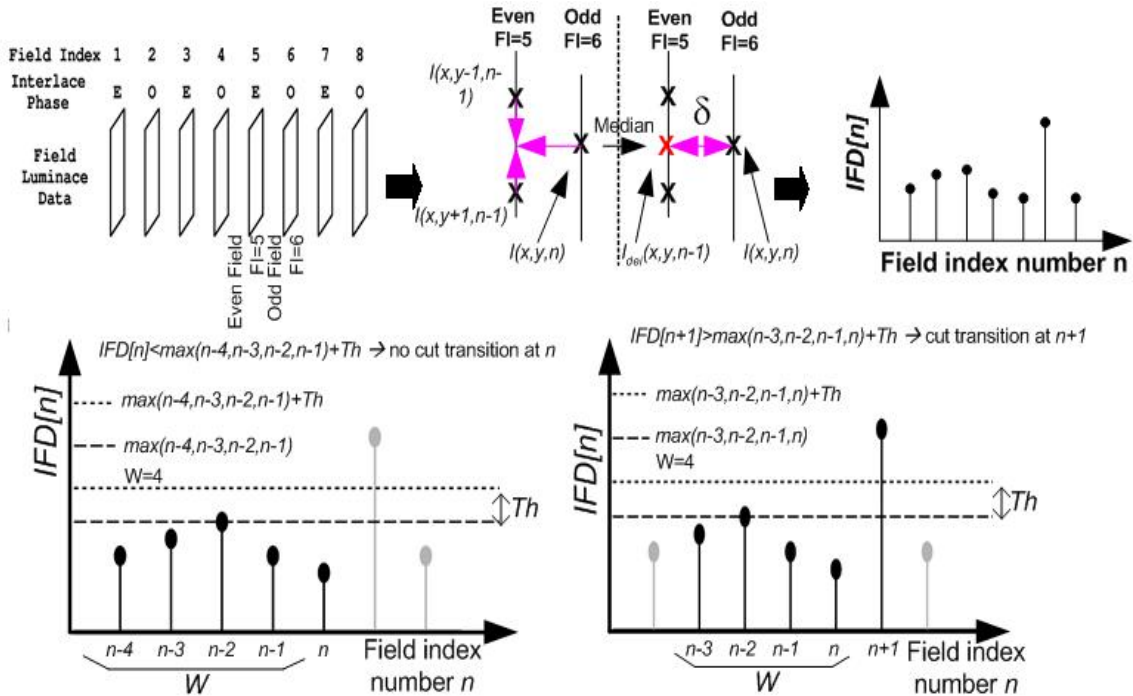 Field Index 1 2 3 4 5 6 7 8
Interlace Phase E O E O E O E O
Field Luminace Data
Even Field FI=5
Odd Field FI=6
Even FI=5
Odd FI=6
Even FI=5
Odd FI=6
I(x,y-1,n-1)
Median
δ
I(x,y+1,n-1)
I(x,y,n)
I_del(x,y,n-1)
I(x,y,n)
IFD[n]
Field index number n
IFD[n]<max(n-4,n-3,n-2,n-1)+Th → no cut transition at n
max(n-4,n-3,n-2,n-1)+Th
max(n-4,n-3,n-2,n-1)
W=4
Th
IFD[n]
n-4 n-3 n-2 n-1 n Field index number n
W
IFD[n+1]>max(n-3,n-2,n-1,n)+Th → cut transition at n+1
max(n-3,n-2,n-1,n)+Th
max(n-3,n-2,n-1,n)
W=4
Th
IFD[n]
n-3 n-2 n-1 n n+1 Field index number n
W